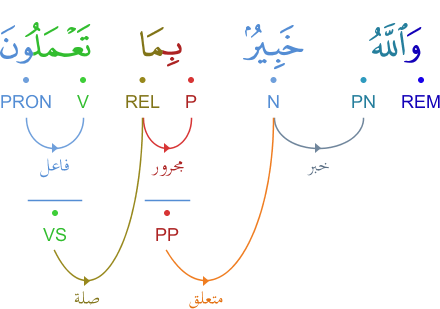 وَٱللَّهُ خَبِيرٌۢ بِمَا تَعْمَلُونَ
REM PN N P REL V PRON
خبر مجرور فاعل
PP VS
متعلق صلة